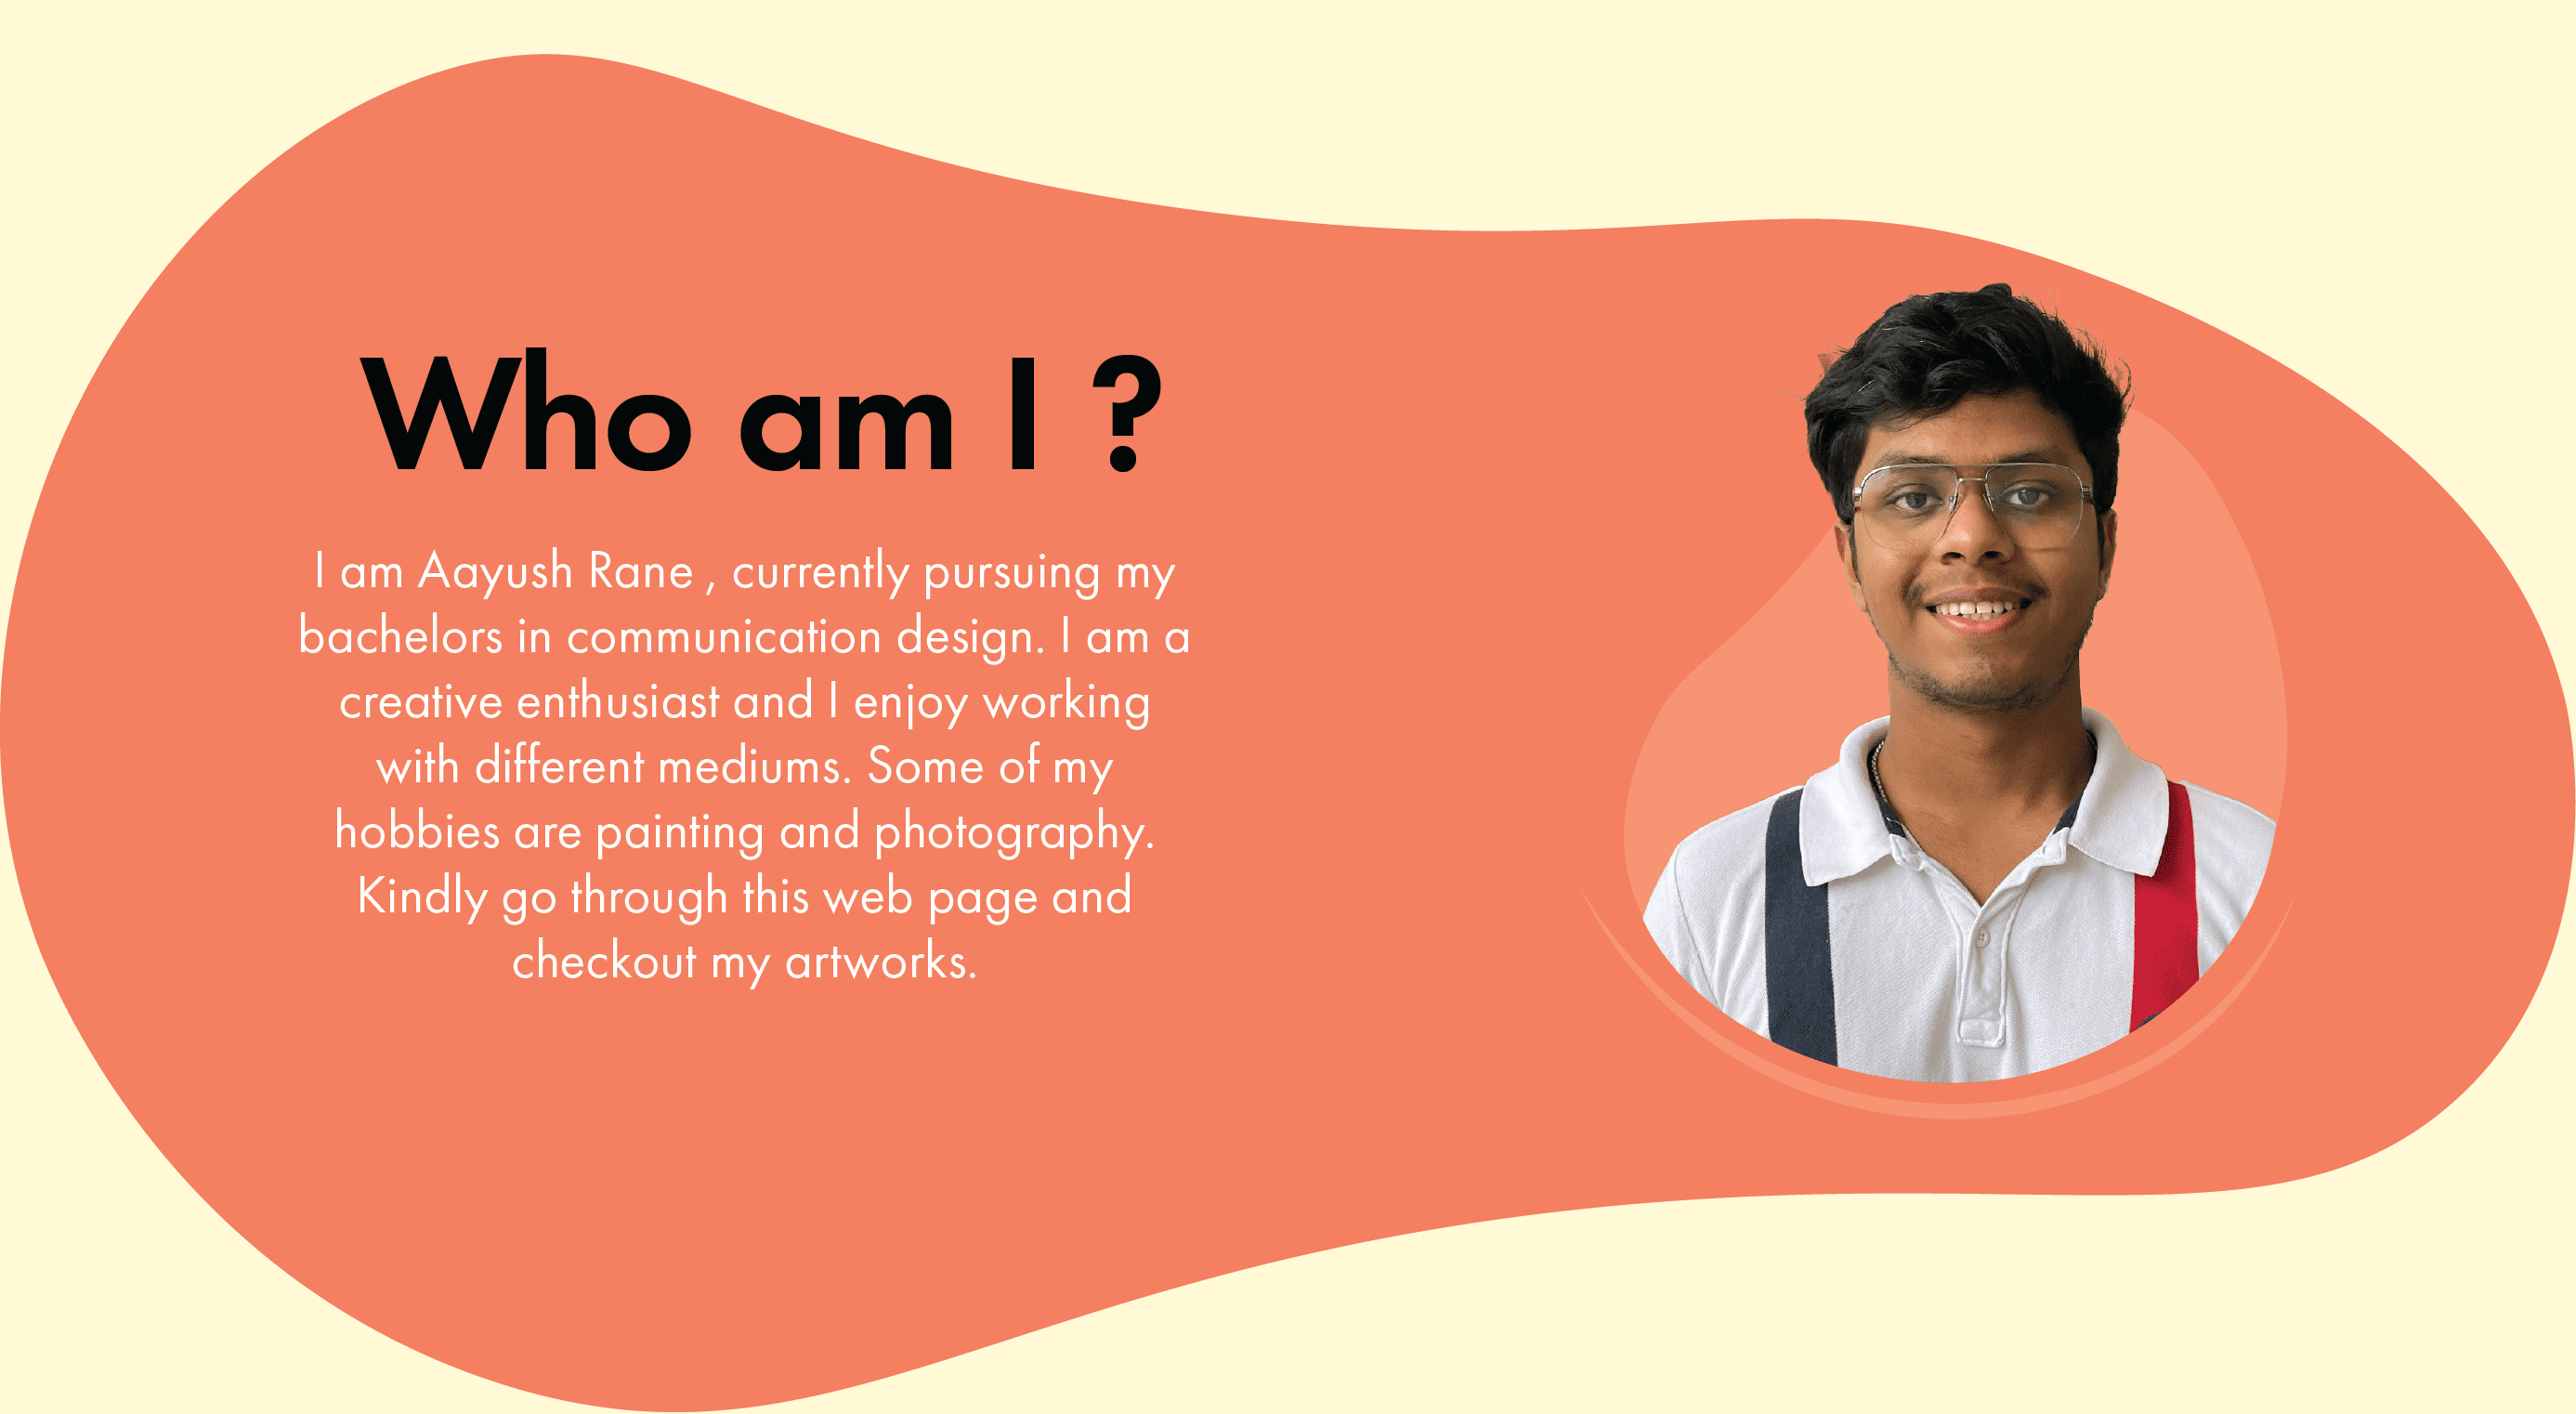 Who am I ?
I am Aayush Rane , currently pursuing my
bachelors in communication design. I am a
creative enthusiast and I enjoy working
with different mediums. Some of my
hobbies are painting and photography.
Kindly go through this web page and
checkout my artworks.